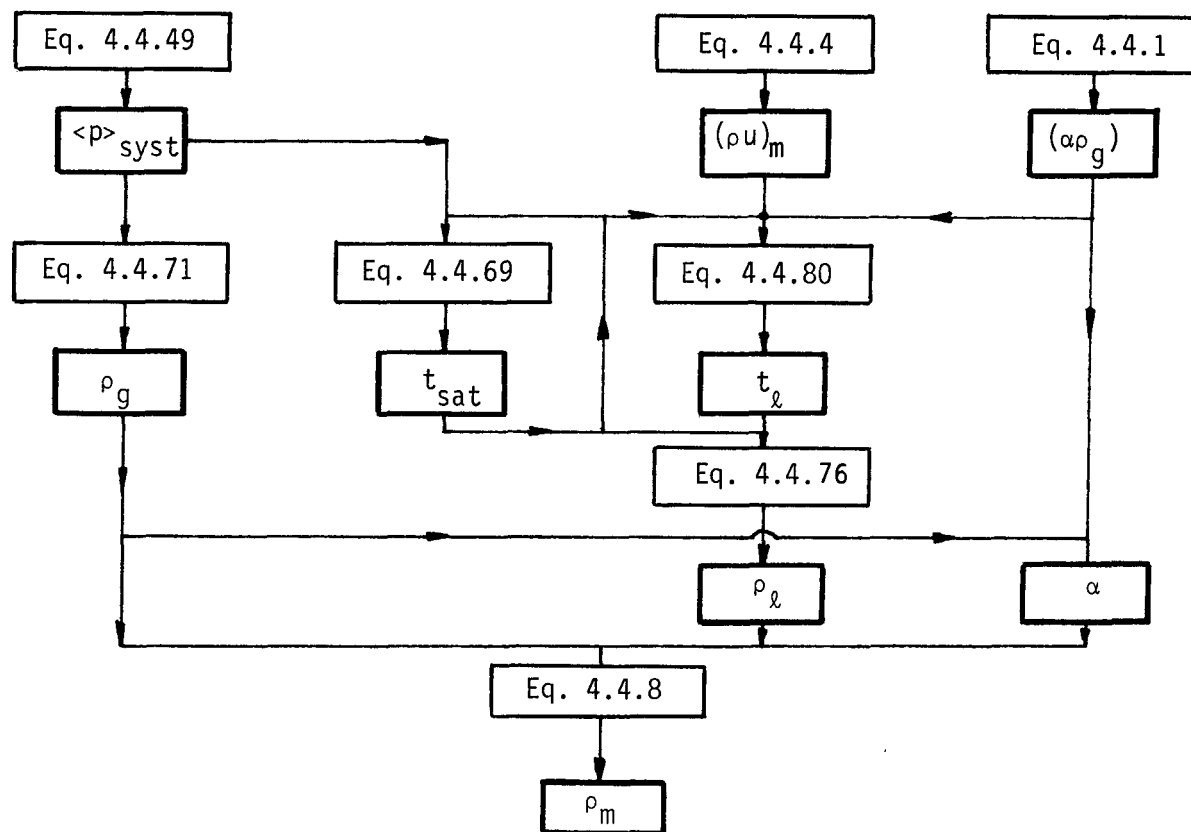 Eq. 4.4.49
Eq. 4.4.4
Eq. 4.4.1
<p>syst
(ρu)m
(αρg)
Eq. 4.4.71
Eq. 4.4.69
Eq. 4.4.80
ρg
tsat
tℓ
Eq. 4.4.76
ρℓ
α
Eq. 4.4.8
ρm